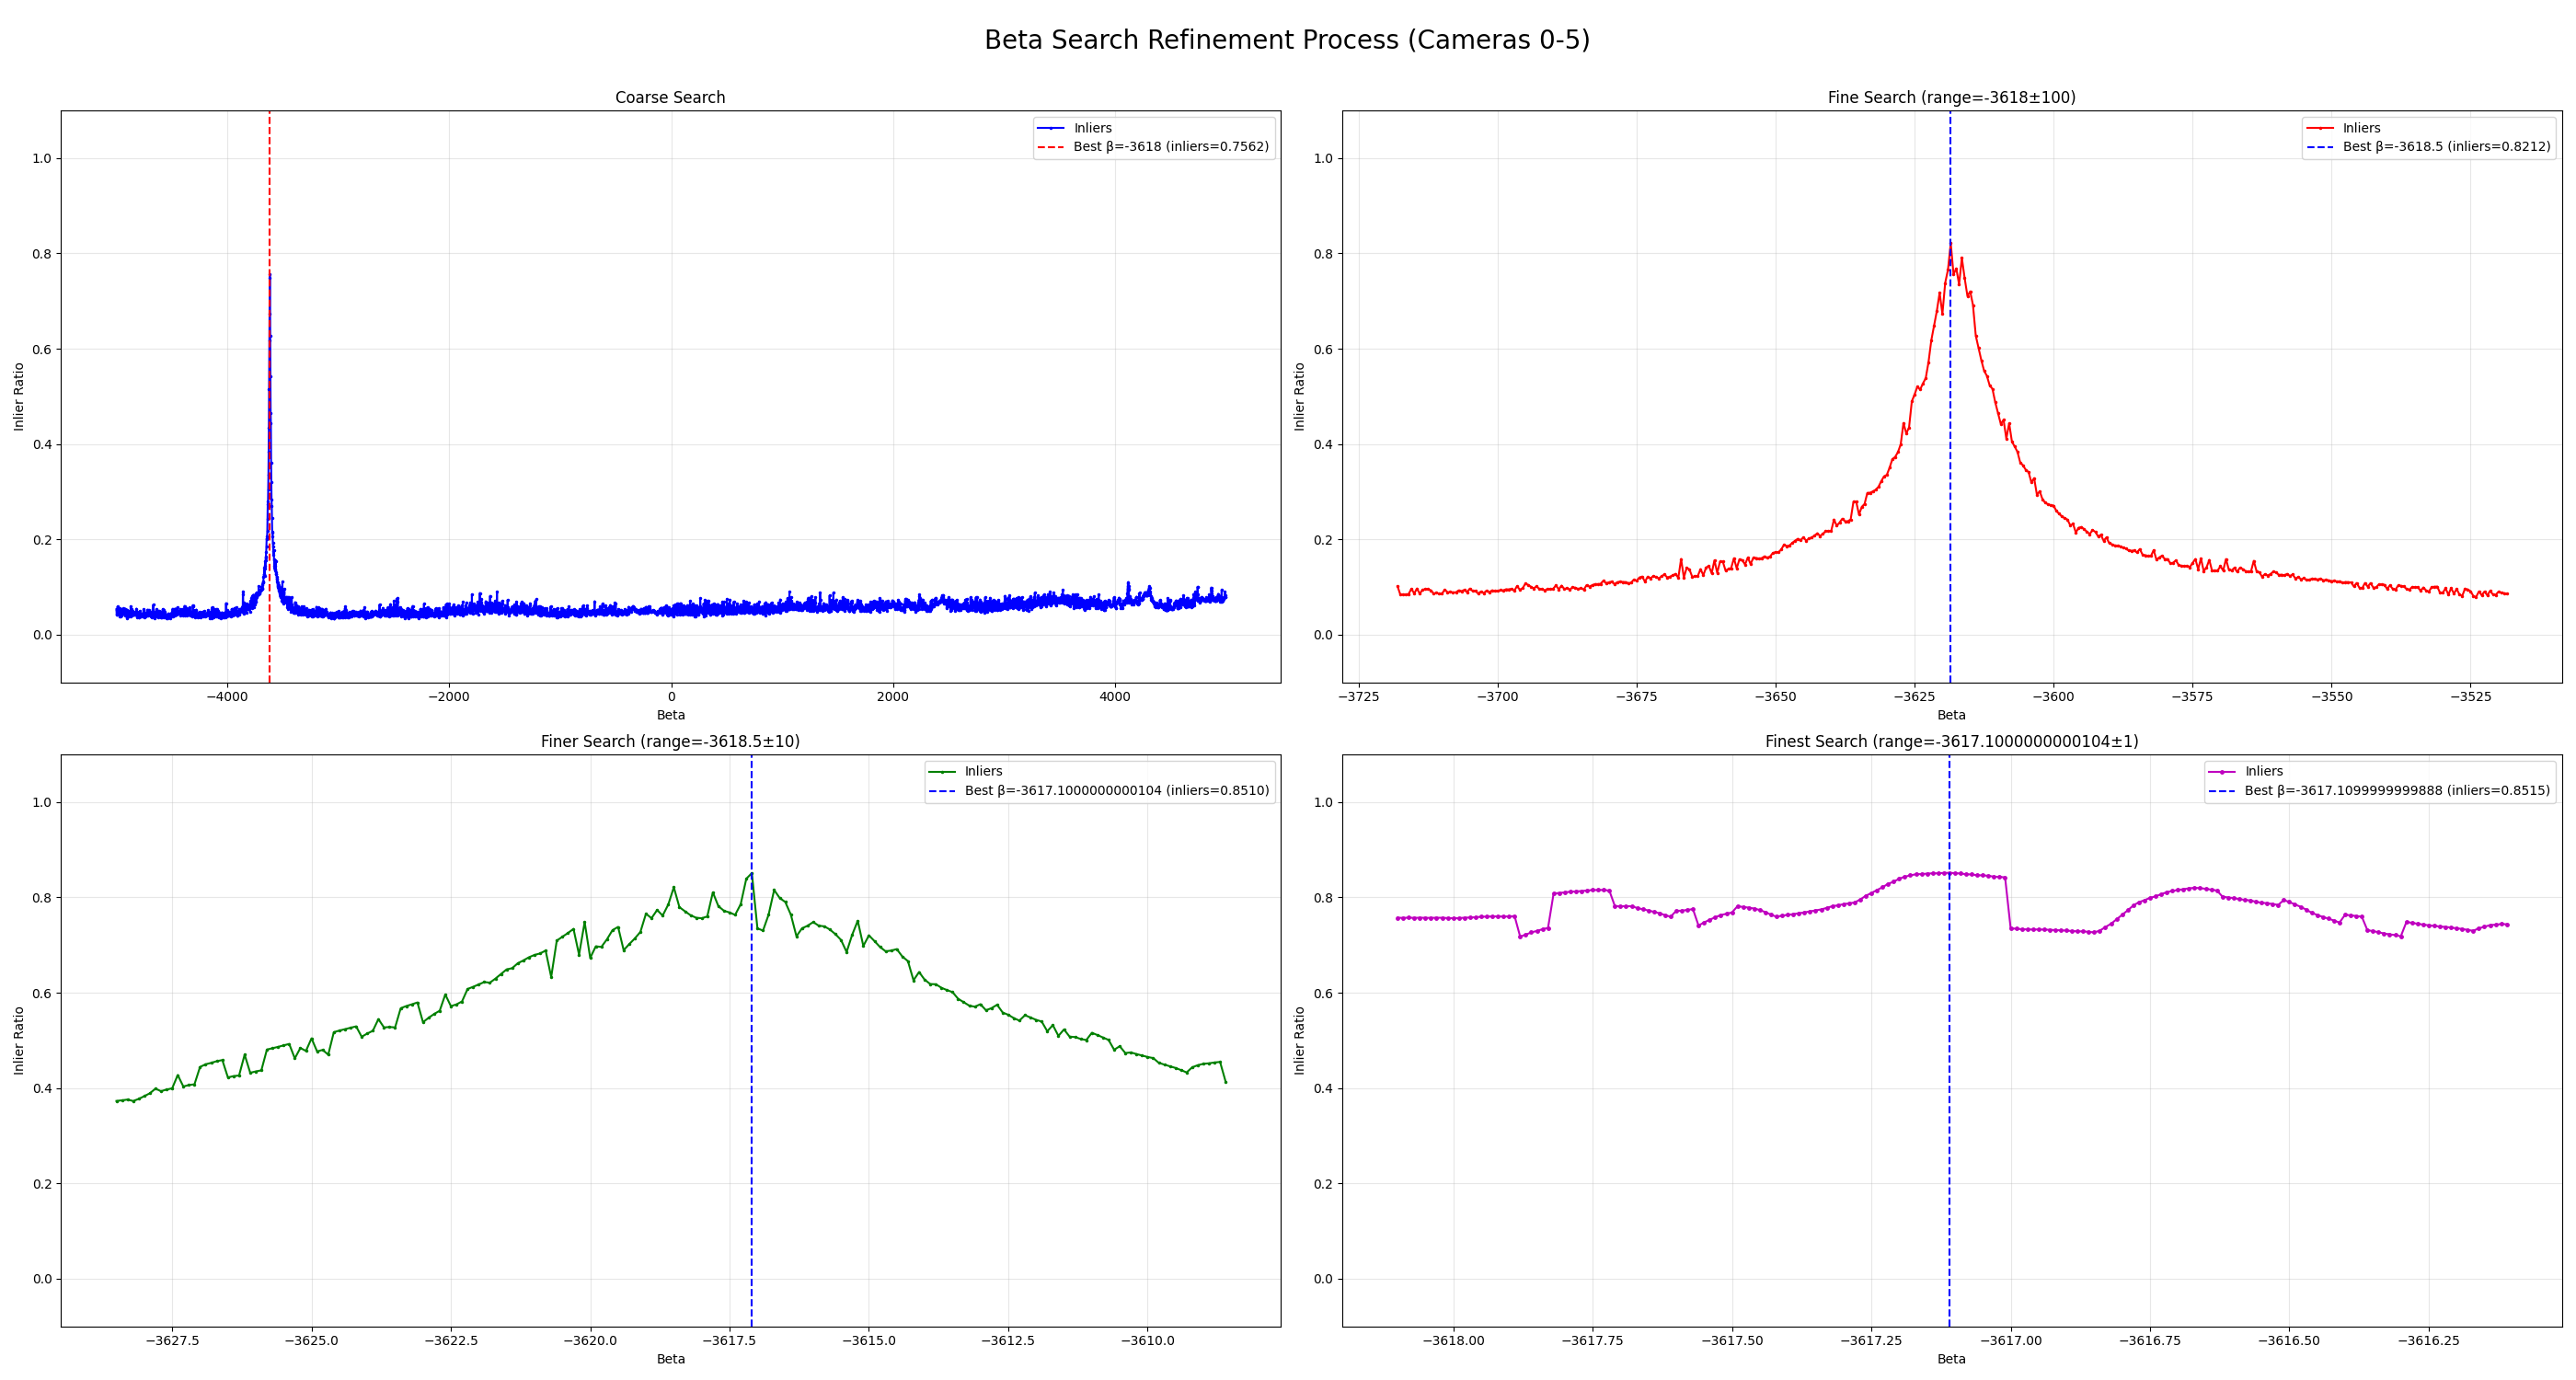 Beta Search Refinement Process (Cameras 0-5)
Coarse Search
Inliers
Best β=-3618 (inliers=0.7562)
1.0
0.8
0.6
0.4
0.2
0.0
Inlier Ratio
−4000 −2000 0 2000 4000
Beta
Fine Search (range=-3618±100)
Inliers
Best β=-3618.5 (inliers=0.8212)
1.0
0.8
0.6
0.4
0.2
0.0
Inlier Ratio
−3725 −3700 −3675 −3650 −3625 −3600 −3575 −3550 −3525
Beta
Finer Search (range=-3618.5±10)
Inliers
Best β=-3617.1000000000104 (inliers=0.8510)
1.0
0.8
0.6
0.4
0.2
0.0
Inlier Ratio
−3627.5 −3625.0 −3622.5 −3620.0 −3617.5 −3615.0 −3612.5 −3610.0
Beta
Finest Search (range=-3617.1000000000104±1)
Inliers
Best β=-3617.1099999999888 (inliers=0.8515)
1.0
0.8
0.6
0.4
0.2
0.0
Inlier Ratio
−3618.00 −3617.75 −3617.50 −3617.25 −3617.00 −3616.75 −3616.50 −3616.25
Beta